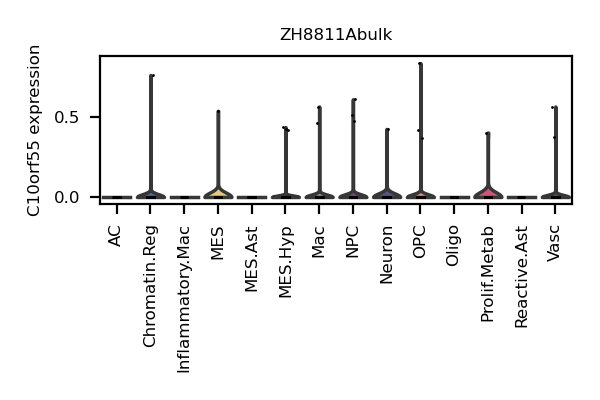 ZH8811Abulk
C10orf55 expression
0.5
0.0
AC
Chromatin.Reg
Inflammatory.Mac
MES
MES.Ast
MES.Hyp
Mac
NPC
Neuron
OPC
Oligo
Prolif.Metab
Reactive.Ast
Vasc